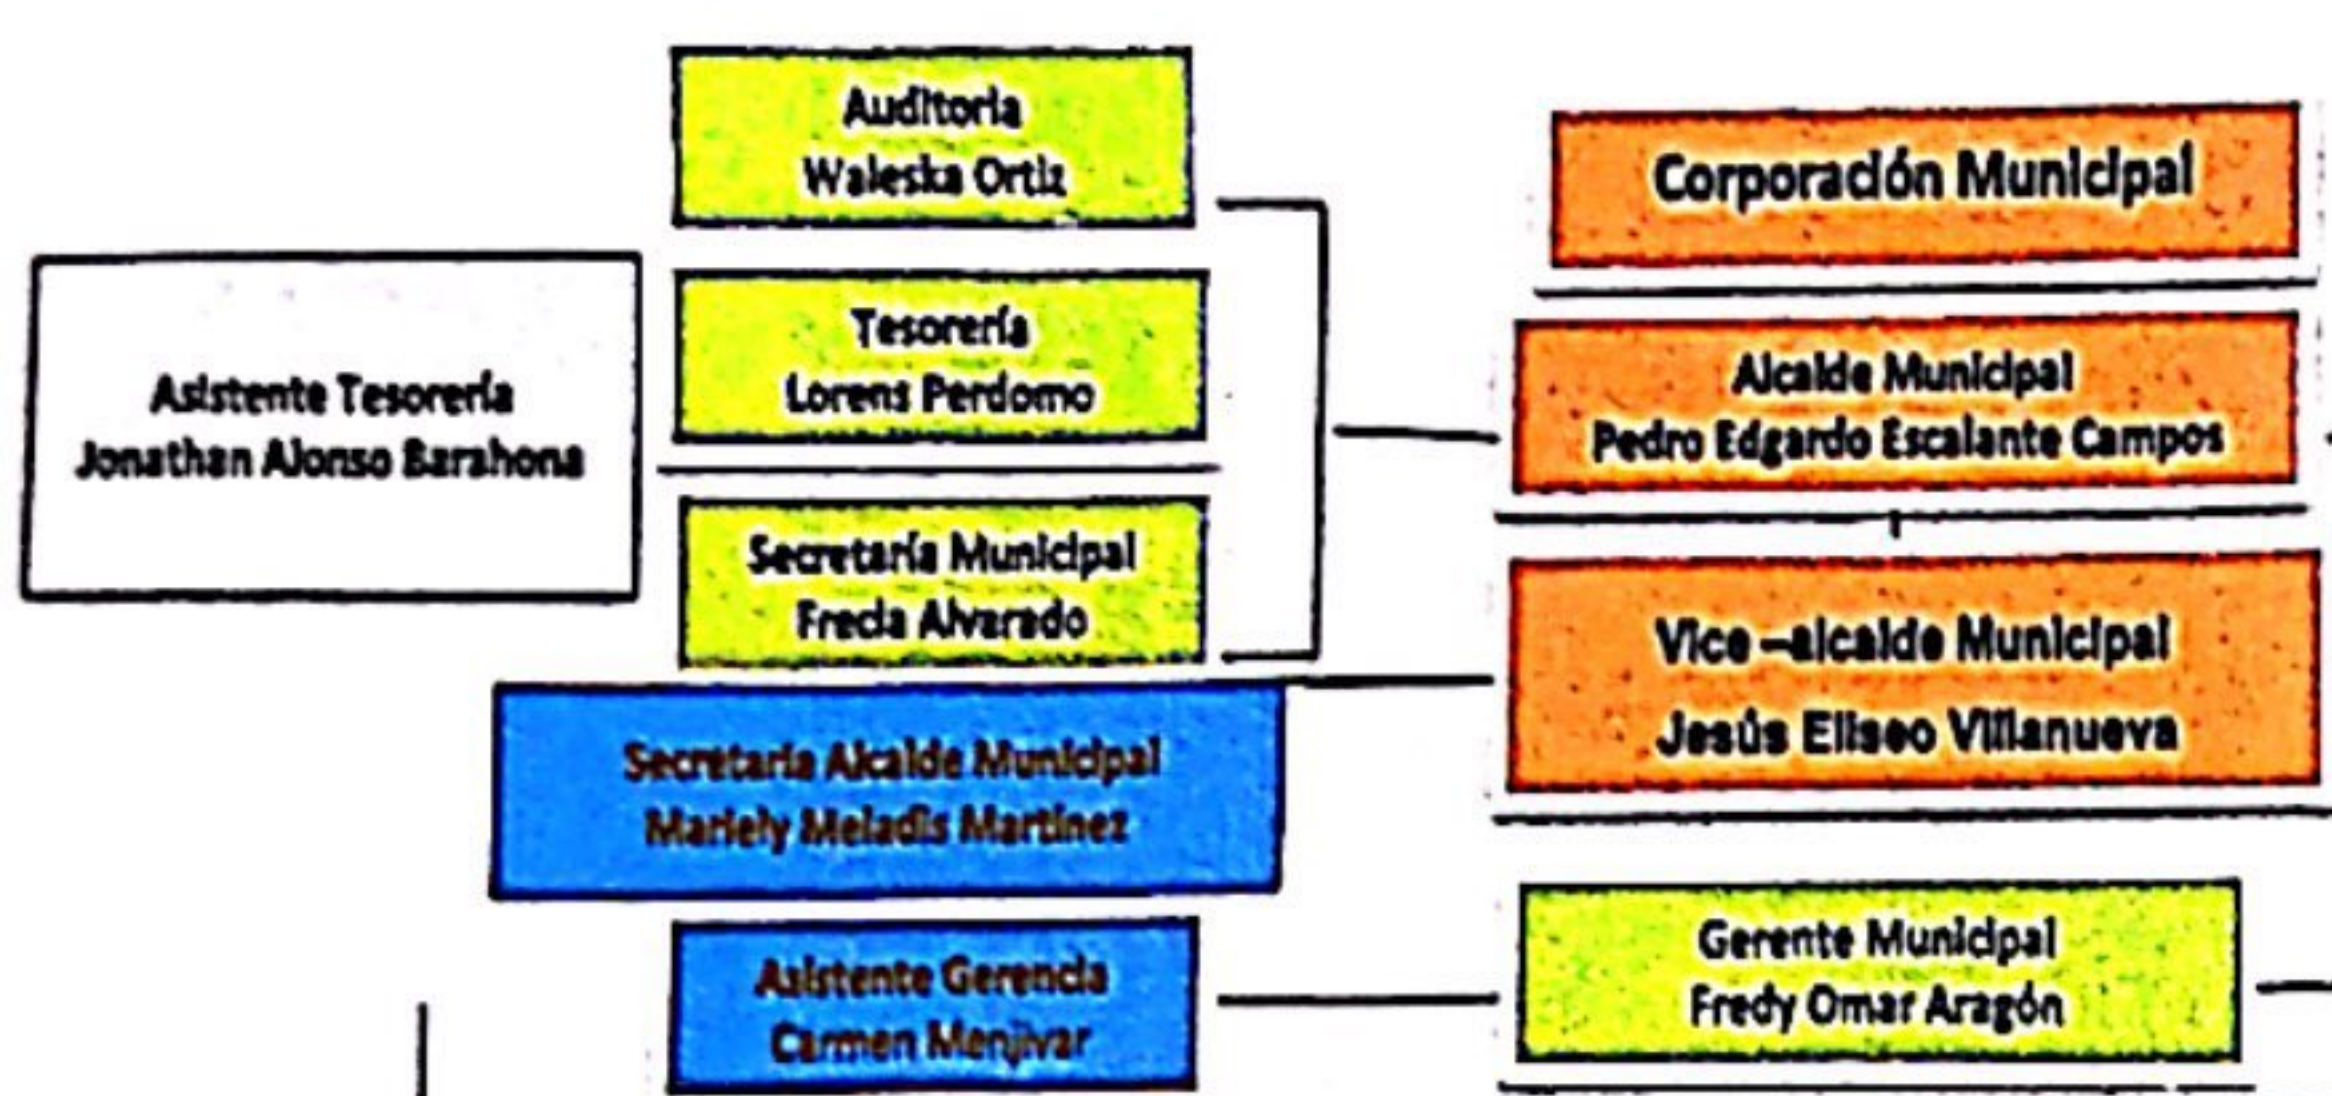 Auditoria
Waleska Ortiz
Corporación Municipal
Asistente Tesorería
Jonathan Alonso Barahona
Tesorería
Lorens Perdomo
Alcalde Municipal
Pedro Edgardo Escalante Campos
Secretaría Municipal
Frecia Alvarado
Vice –alcalde Municipal
Jesús Eliseo Villanueva
Secretaria Alcalde Municipal
Mariely Meladis Martinez
Asistente Gerencia
Carmen Menjivar
Gerente Municipal
Fredy Omar Aragón